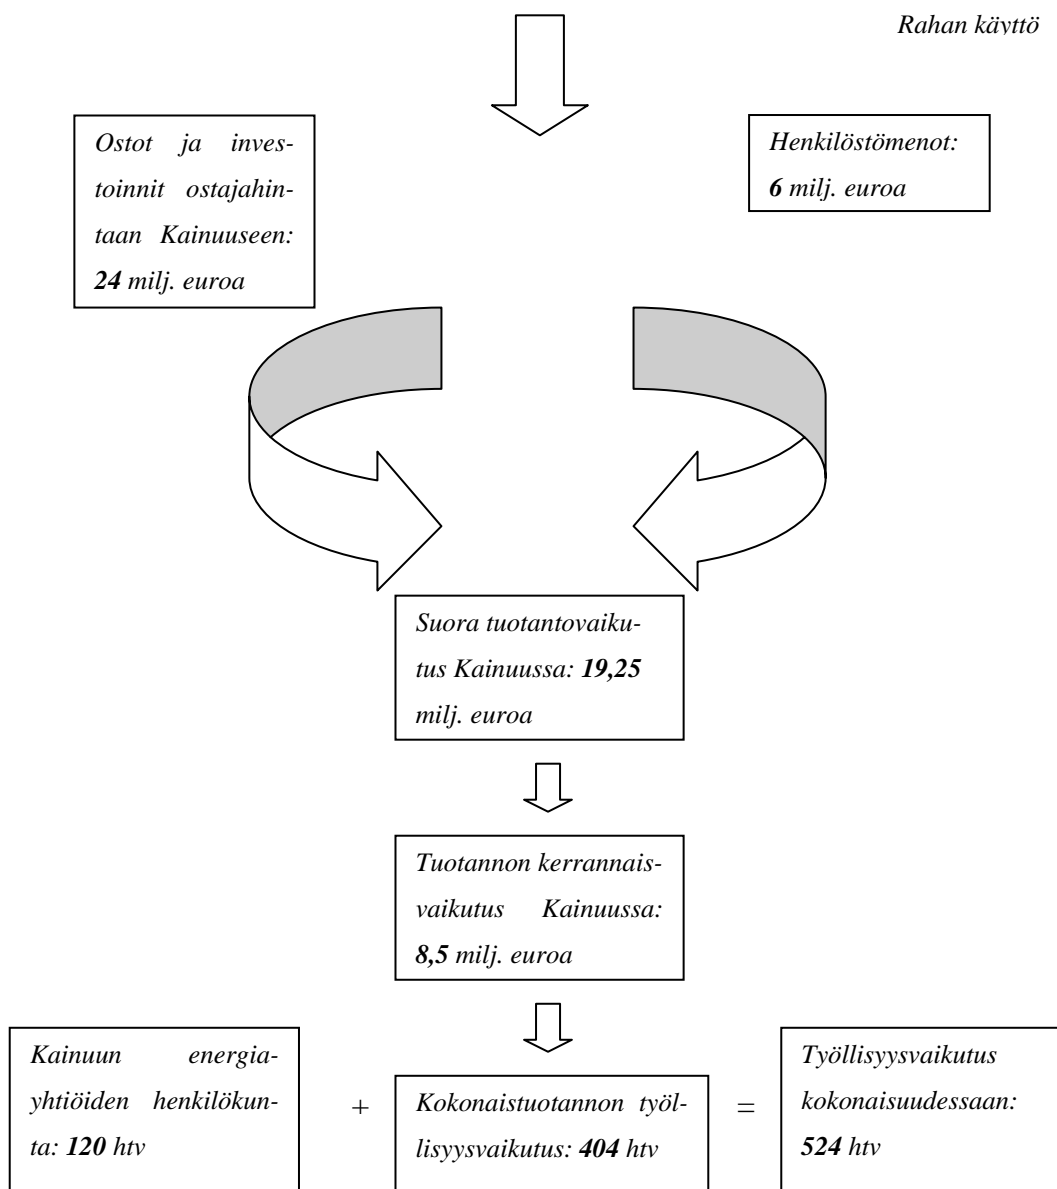 Rahan käyttö
Ostot ja inves-
toinnit ostajahin-
taan Kainuuseen:
24 milj. euroa
Henkilöstömenot:
6 milj. euroa
Suora tuotantovaiku-
tus Kainuussa: 19,25
milj. euroa
Tuotannon kerrannais-
vaikutus Kainuussa:
8,5 milj. euroa
Kainuun energia-
yhtiöiden henkilökun-
ta: 120 htv
+
Kokonaistuotannon työl-
lisyysvaikutus: 404 htv
=
Työllisyysvaikutus
kokonaisuudessaan:
524 htv